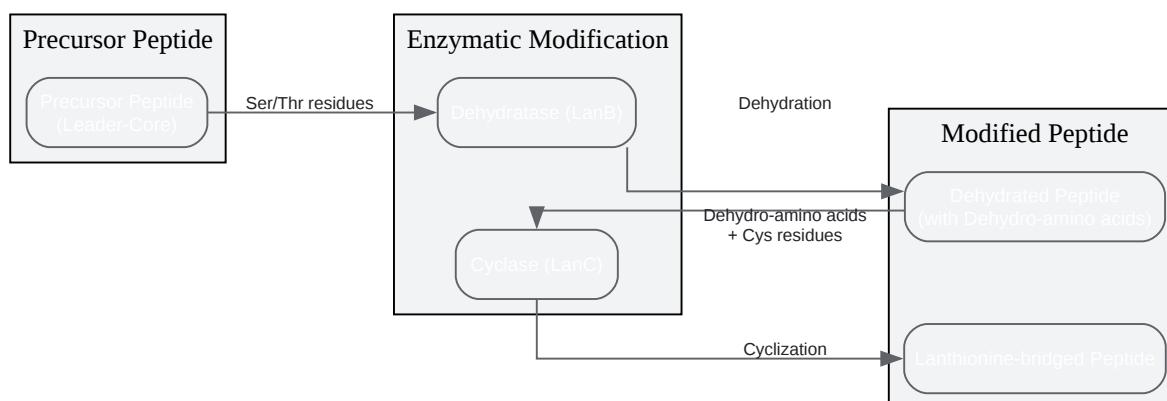 Precursor Peptide
Precursor Peptide
(Leader-Core)
Ser/Thr residues
Enzymatic Modification
Dehydratase (LanB)
Dehydration
Modified Peptide
Dehydrated Peptide
(with Dehydro-amino acids)
Dehydro-amino acids
+ Cys residues
Cyclase (LanC)
Cyclization
Lanthionine-bridged Peptide